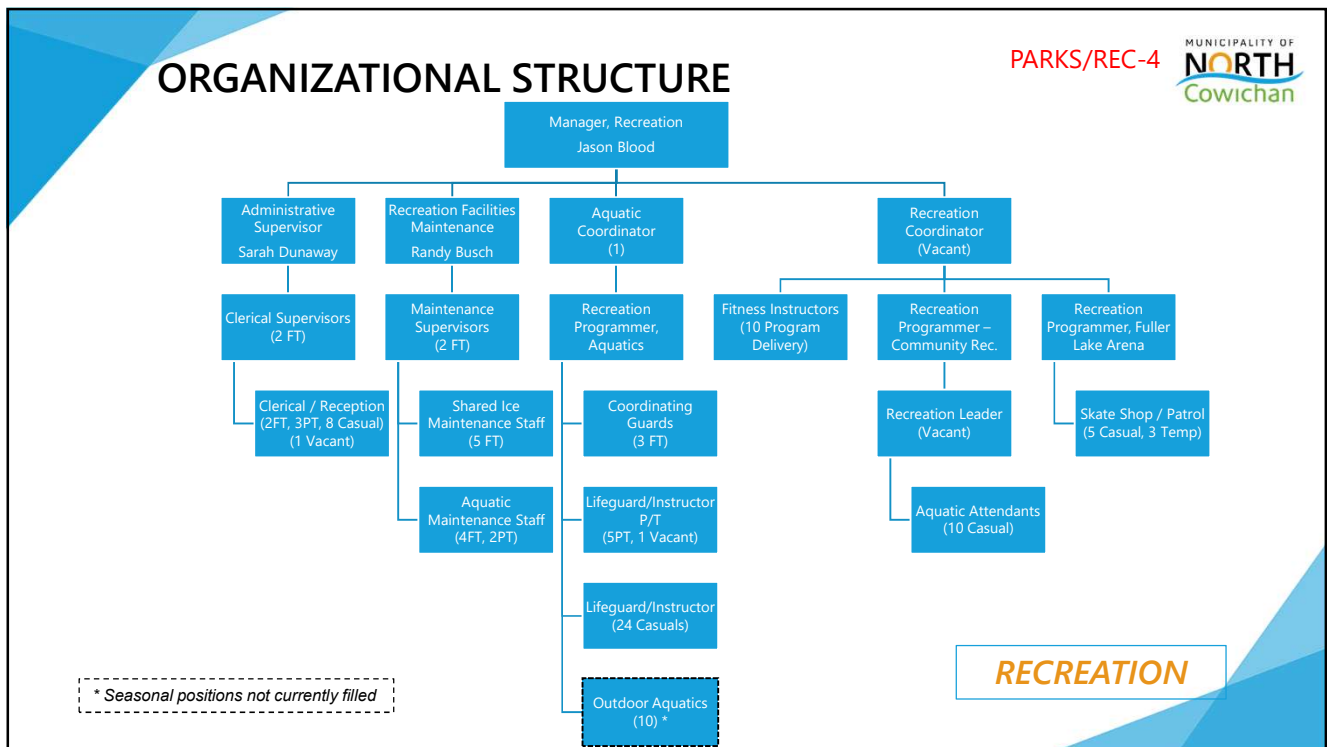 ORGANIZATIONAL STRUCTURE
PARKS/REC-4
MUNICIPALITY OF
NORTH
Cowichan
Manager, Recreation
Jason Blood
Administrative
Supervisor
Sarah Dunaway
Recreation Facilities
Maintenance
Randy Busch
Aquatic
Coordinator
(1)
Recreation
Coordinator
(Vacant)
Clerical Supervisors
(2 FT)
Maintenance
Supervisors
(2 FT)
Recreation
Programmer,
Aquatics
Fitness Instructors
(10 Program
Delivery)
Recreation
Programmer –
Community Rec.
Recreation
Programmer, Fuller
Lake Arena
Clerical / Reception
(2FT, 3PT, 8 Casual)
(1 Vacant)
Shared Ice
Maintenance Staff
(5 FT)
Coordinating
Guards
(3 FT)
Recreation Leader
(Vacant)
Skate Shop / Patrol
(5 Casual, 3 Temp)
Aquatic
Maintenance Staff
(4FT, 2PT)
Lifeguard/Instructor
P/T
(5PT, 1 Vacant)
Aquatic Attendants
(10 Casual)
Lifeguard/Instructor
(24 Casuals)
Outdoor Aquatics
(10) *
* Seasonal positions not currently filled
RECREATION